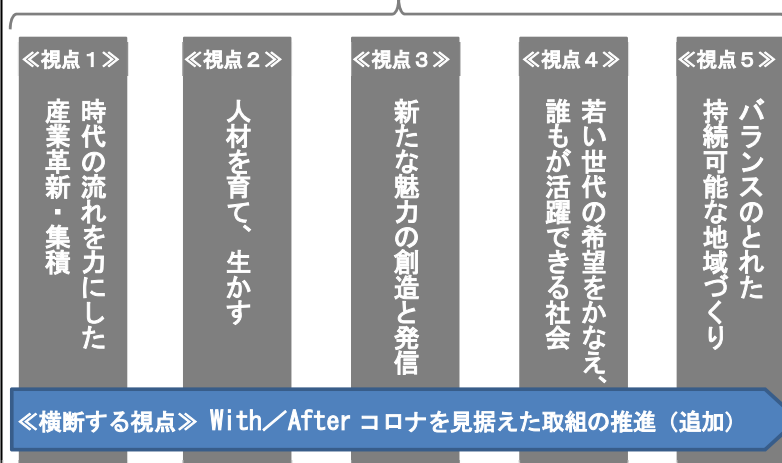 ≪視点１≫
時代の流れを力にした
産業革新・集積
≪視点２≫
人材を育て、生かす
≪視点３≫
新たな魅力の創造と発信
≪視点４≫
若い世代の希望をかなえ、
誰もが活躍できる社会
≪視点５≫
バランスのとれた
持続可能な地域づくり
≪横断する視点≫ With／After コロナを見据えた取組の推進（追加）